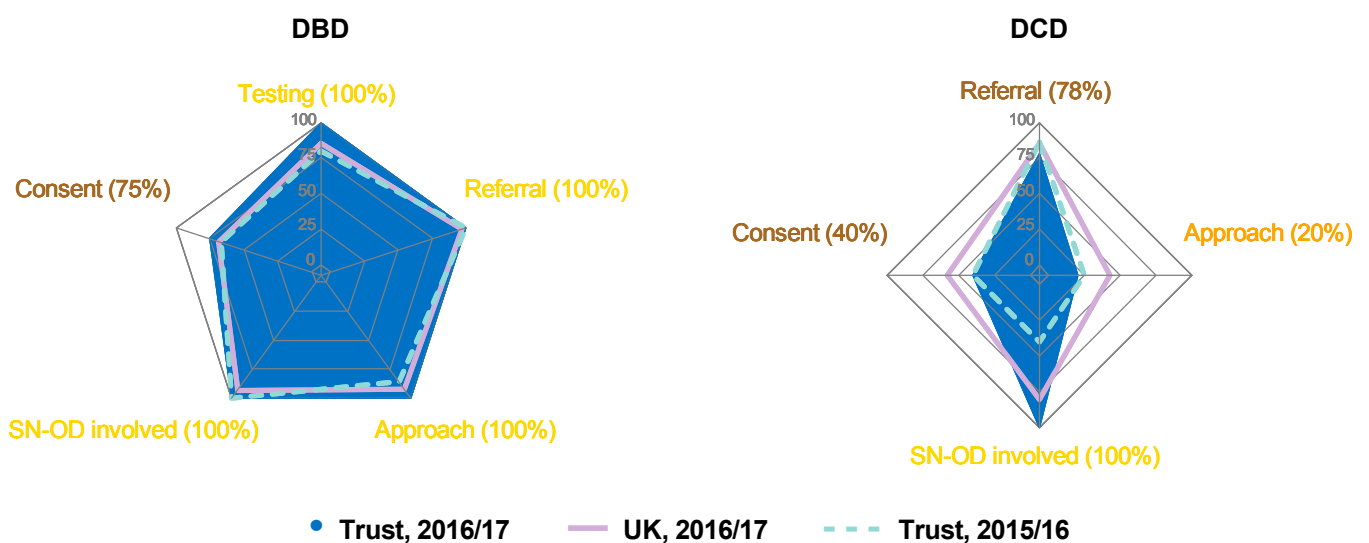 DBD
Testing (100%)
100
75
50
25
0
Consent (75%)
Referral (100%)
SN-OD involved (100%)
Approach (100%)
DCD
Referral (78%)
100
75
50
25
0
Consent (40%)
Approach (20%)
SN-OD involved (100%)
Trust, 2016/17
UK, 2016/17
Trust, 2015/16